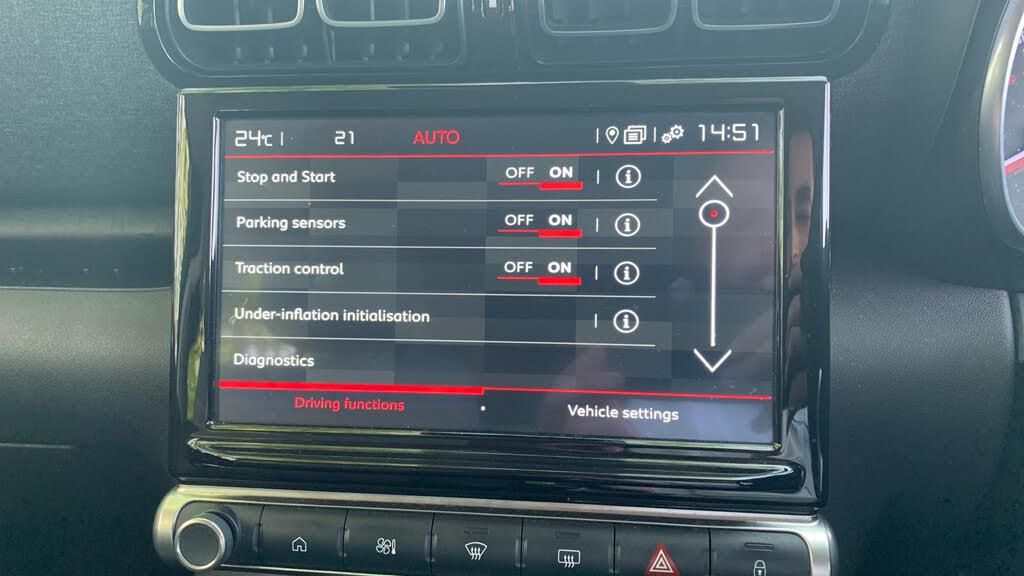 24°C | 21 AUTO | | 14:51
Stop and Start OFF ON | i
Parking sensors OFF ON | i
Traction control OFF ON | i
Under-inflation initialisation | i
Diagnostics
Driving functions Vehicle settings